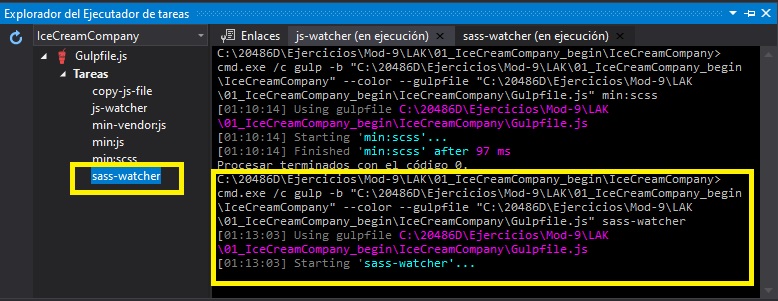 Explorador del Ejecutador de tareas
IceCreamCompany
Gulpfile.js
Tareas
copy-js-file
js-watcher
min-vendor:js
min:js
min:scss
sass-watcher
Enlaces
js-watcher (en ejecución)
sass-watcher (en ejecución)
C:\20486D\Ejercicios\Mod-9\LAK\01_IceCreamCompany_begin\IceCreamCompany>
cmd.exe /c gulp -b "C:\20486D\Ejercicios\Mod-9\LAK\01_IceCreamCompany_begin
\IceCreamCompany" --color --gulpfile "C:\20486D\Ejercicios\Mod-9\LAK
\01_IceCreamCompany_begin\IceCreamCompany\Gulpfile.js" min:scss
[01:10:14] Using gulpfile C:\20486D\Ejercicios\Mod-9\LAK
\01_IceCreamCompany_begin\IceCreamCompany\Gulpfile.js
[01:10:14] Starting 'min:scss'...
[01:10:14] Finished 'min:scss' after 97 ms
Procesar terminados con el código 0.
C:\20486D\Ejercicios\Mod-9\LAK\01_IceCreamCompany_begin\IceCreamCompany>
cmd.exe /c gulp -b "C:\20486D\Ejercicios\Mod-9\LAK\01_IceCreamCompany_begin
\IceCreamCompany" --color --gulpfile "C:\20486D\Ejercicios\Mod-9\LAK
\01_IceCreamCompany_begin\IceCreamCompany\Gulpfile.js" sass-watcher
[01:13:03] Using gulpfile C:\20486D\Ejercicios\Mod-9\LAK
\01_IceCreamCompany_begin\IceCreamCompany\Gulpfile.js
[01:13:03] Starting 'sass-watcher'...